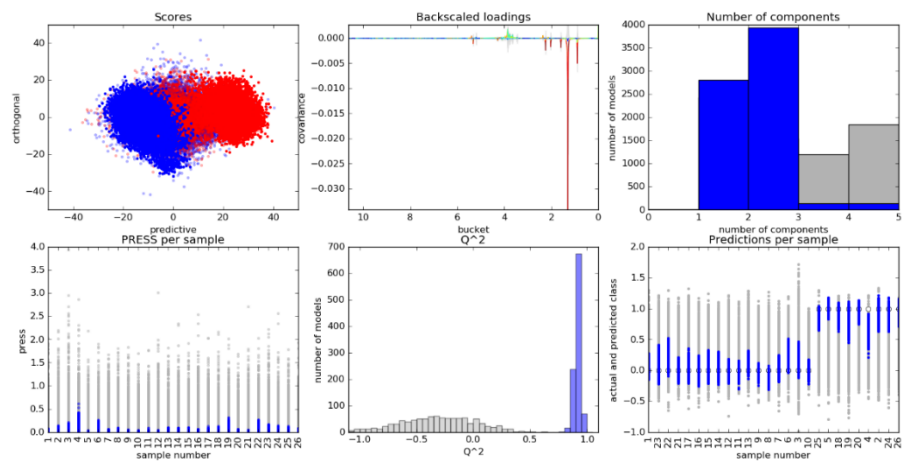 Scores
orthogonal
40
20
0
−20
−40
−40 −20 0 20 40
predictive
Backscaled loadings
covariance
0.000
−0.005
−0.010
−0.015
−0.020
−0.025
−0.030
10 8 6 4 2 0
bucket
Number of components
number of models
4000
3500
3000
2500
2000
1500
1000
500
0
0 1 2 3 4 5
number of components
PRESS per sample
press
4.0
3.5
3.0
2.5
2.0
1.5
1.0
0.5
0.0
1 2 3 4 5 6 7 8 9 10 11 12 13 14 15 16 17 18 19 20 21 22 23 24 25 26
sample number
Q^2
number of models
700
600
500
400
300
200
100
0
−1.0 −0.5 0.0 0.5 1.0
Q^2
Predictions per sample
actual and predicted class
2.0
1.5
1.0
0.5
0.0
−0.5
−1.0
1 23 22 21 17 16 15 14 12 11 13 9 8 7 6 3 10 25 5 18 19 20 4 2 24 26
sample number